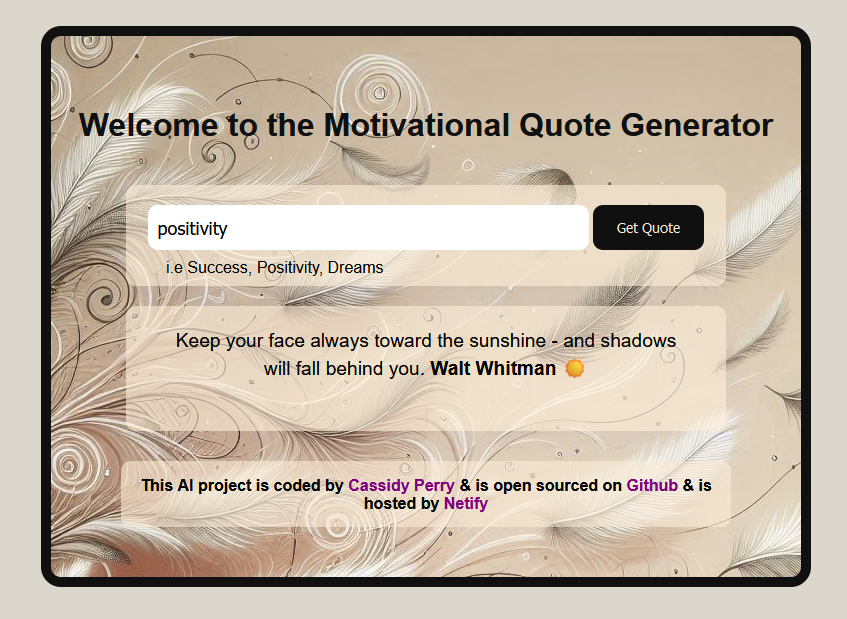 Welcome to the Motivational Quote Generator
positivity
Get Quote
i.e Success, Positivity, Dreams
Keep your face always toward the sunshine - and shadows
will fall behind you. Walt Whitman
This AI project is coded by Cassidy Perry & is open sourced on Github & is
hosted by Netify